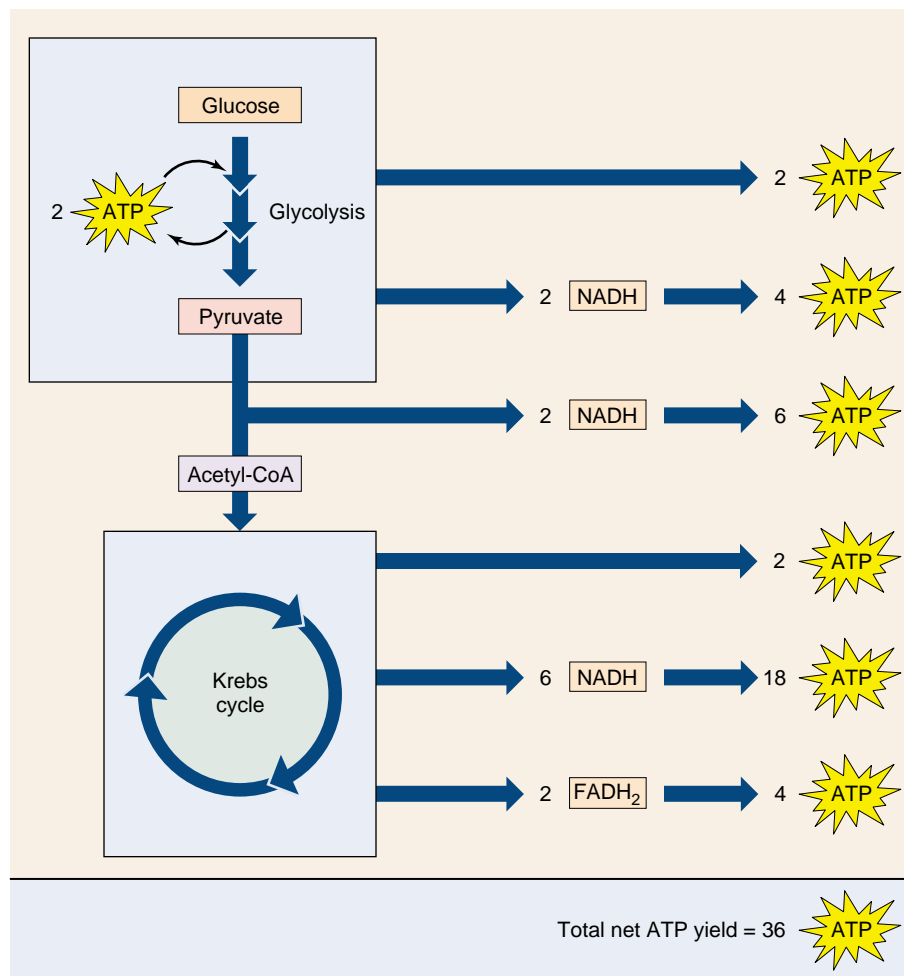 Glucose
2 ATP
Glycolysis
2 ATP
2 NADH 4 ATP
Pyruvate
2 NADH 6 ATP
Acetyl-CoA
2 ATP
Krebs
cycle
6 NADH 18 ATP
2 FADH₂ 4 ATP
Total net ATP yield = 36 ATP